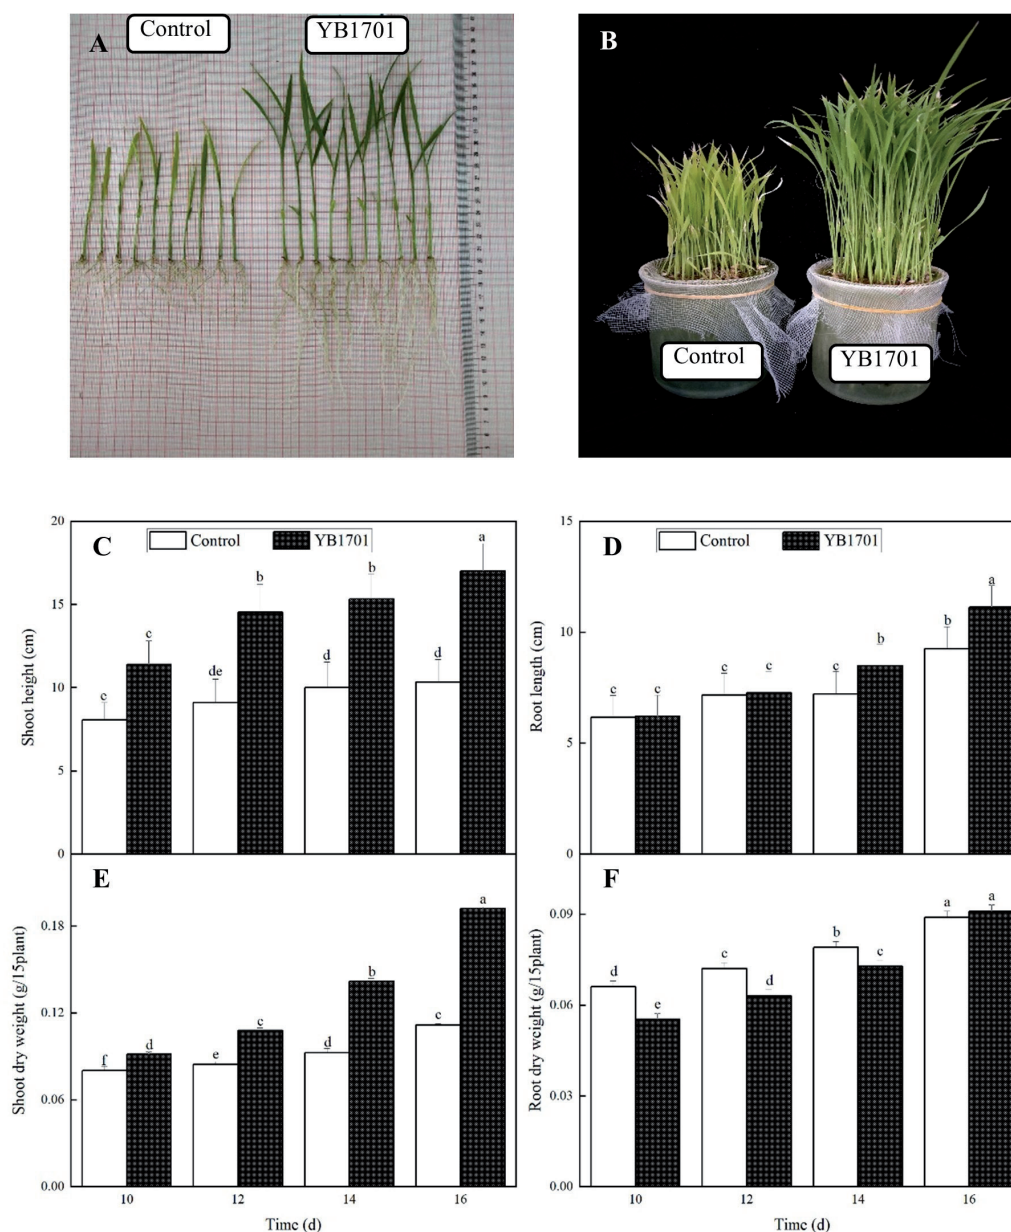 A
Control
YB1701
B
Control
YB1701
C
Control
YB1701
Shoot height (cm)
20
15
10
5
0
e
c
de
b
d
b
d
a
D
Control
YB1701
Root length (cm)
15
10
5
0
c
c
c
c
c
b
b
a
E
Shoot dry weight (g/15plant)
0.18
0.12
0.06
0.00
f
d
e
c
d
b
c
a
10
12
14
16
Time (d)
F
Root dry weight (g/15plant)
0.09
0.06
0.03
0.00
d
e
c
d
b
c
a
a
10
12
14
16
Time (d)